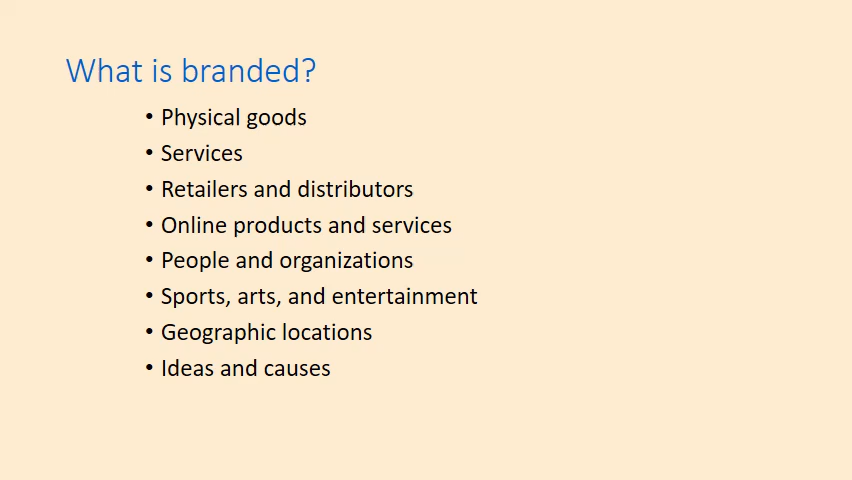 What is branded?
• Physical goods
• Services
• Retailers and distributors
• Online products and services
• People and organizations
• Sports, arts, and entertainment
• Geographic locations
• Ideas and causes